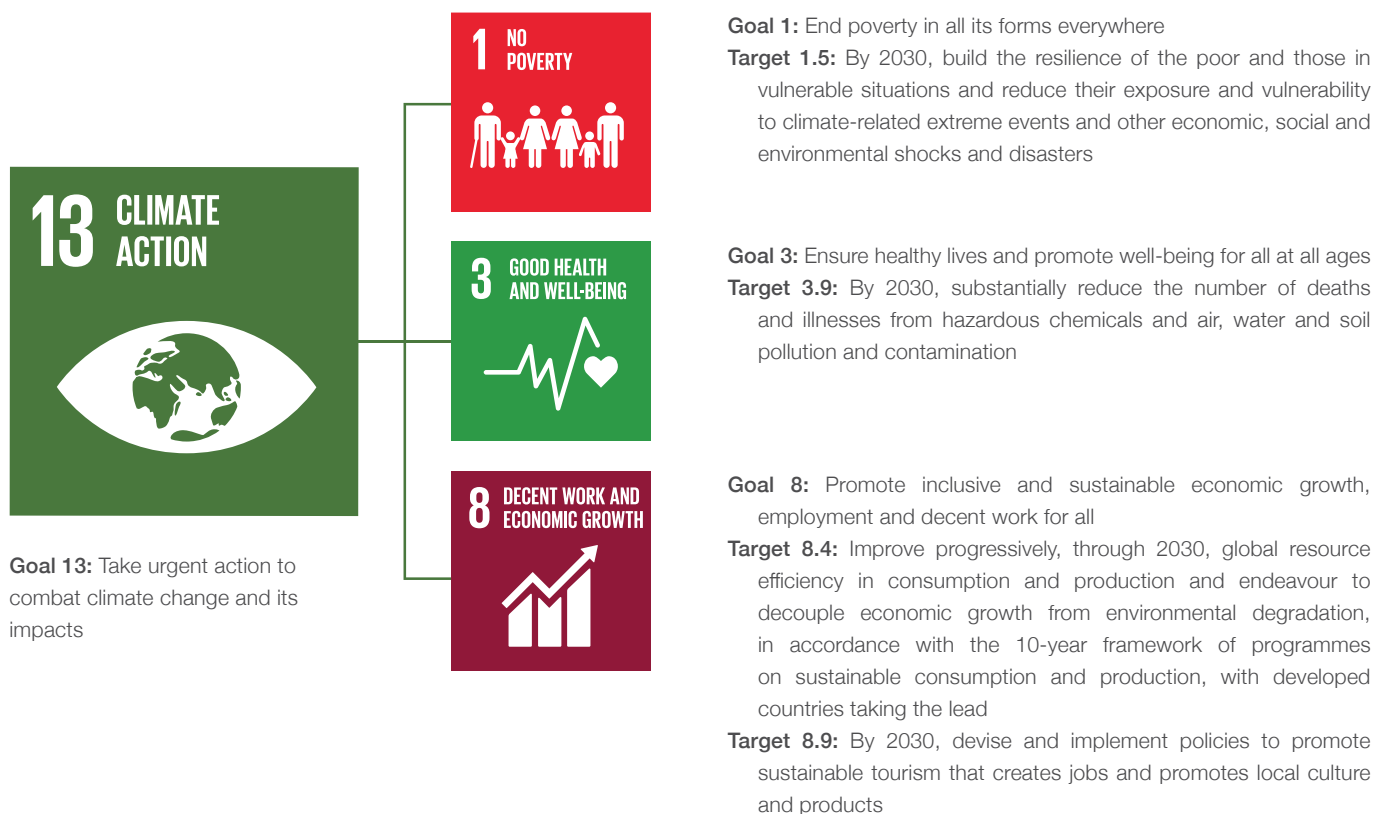 13 CLIMATE
ACTION
Goal 13: Take urgent action to
combat climate change and its
impacts
1 NO
POVERTY
Goal 1: End poverty in all its forms everywhere
Target 1.5: By 2030, build the resilience of the poor and those in
vulnerable situations and reduce their exposure and vulnerability
to climate-related extreme events and other economic, social and
environmental shocks and disasters
3 GOOD HEALTH
AND WELL-BEING
Goal 3: Ensure healthy lives and promote well-being for all at all ages
Target 3.9: By 2030, substantially reduce the number of deaths
and illnesses from hazardous chemicals and air, water and soil
pollution and contamination
8 DECENT WORK AND
ECONOMIC GROWTH
Goal 8: Promote inclusive and sustainable economic growth,
employment and decent work for all
Target 8.4: Improve progressively, through 2030, global resource
efficiency in consumption and production and endeavour to
decouple economic growth from environmental degradation,
in accordance with the 10-year framework of programmes
on sustainable consumption and production, with developed
countries taking the lead
Target 8.9: By 2030, devise and implement policies to promote
sustainable tourism that creates jobs and promotes local culture
and products